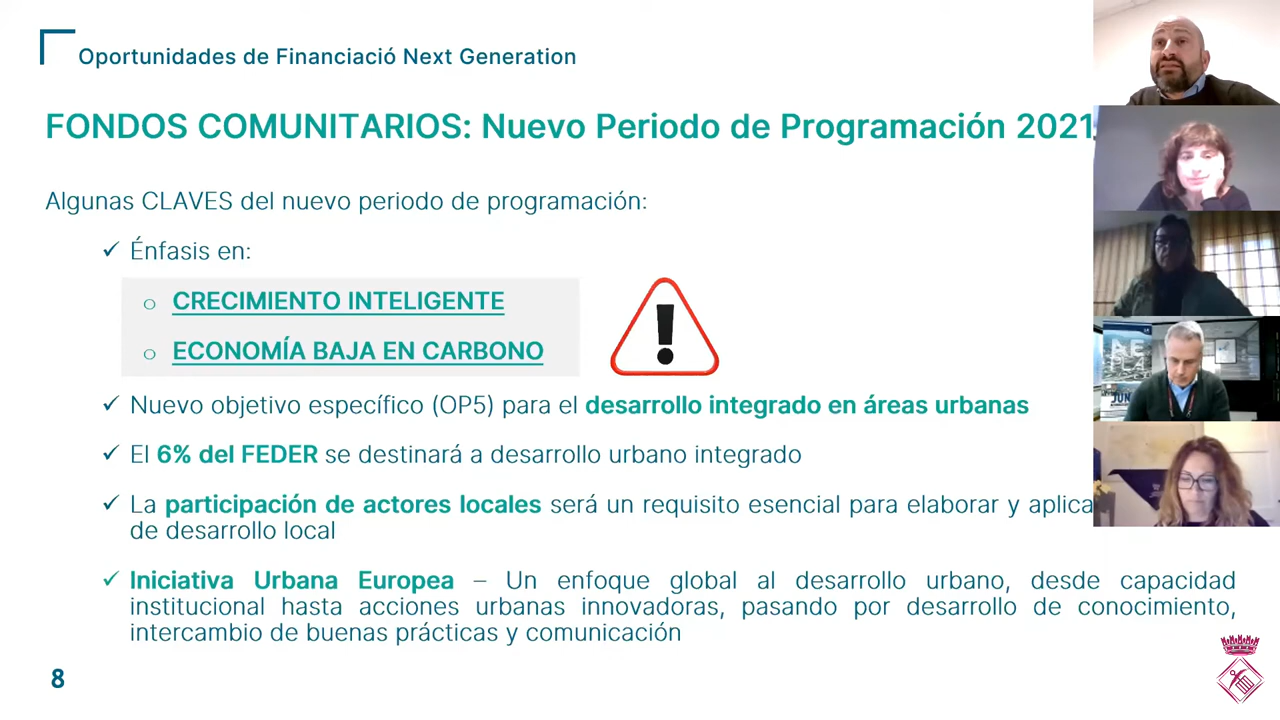 Oportunidades de Financiació Next Generation
FONDOS COMUNITARIOS: Nuevo Periodo de Programación 2021
Algunas CLAVES del nuevo periodo de programación:
✓ Énfasis en:
o CRECIMIENTO INTELIGENTE
o ECONOMÍA BAJA EN CARBONO
✓ Nuevo objetivo específico (OP5) para el desarrollo integrado en áreas urbanas
✓ El 6% del FEDER se destinará a desarrollo urbano integrado
✓ La participación de actores locales será un requisito esencial para elaborar y aplica
de desarrollo local
✓ Iniciativa Urbana Europea – Un enfoque global al desarrollo urbano, desde capacidad
institucional hasta acciones urbanas innovadoras, pasando por desarrollo de conocimiento,
intercambio de buenas prácticas y comunicación
8